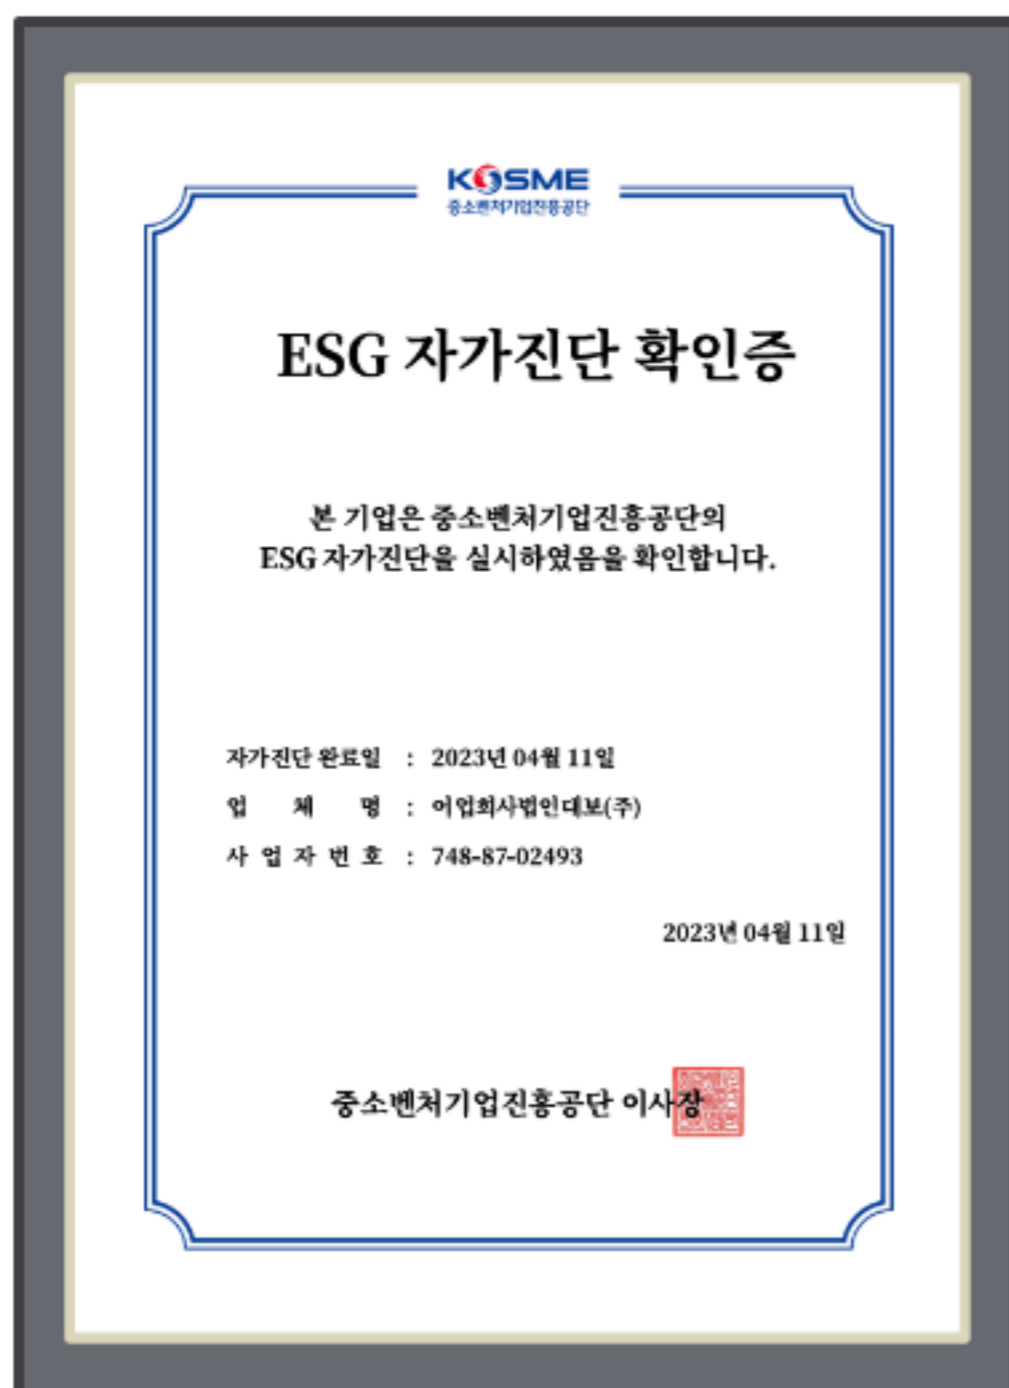 KOSME
중소벤처기업진흥공단
ESG 자가진단 확인증
본 기업은 중소벤처기업진흥공단의
ESG 자가진단을 실시하였음을 확인합니다.
자가진단 완료일 : 2023년 04월 11일
업 체 명 : 어업회사법인대보(주)
사 업 자 번 호 : 748-87-02493
2023년 04월 11일
중소벤처기업진흥공단 이사장